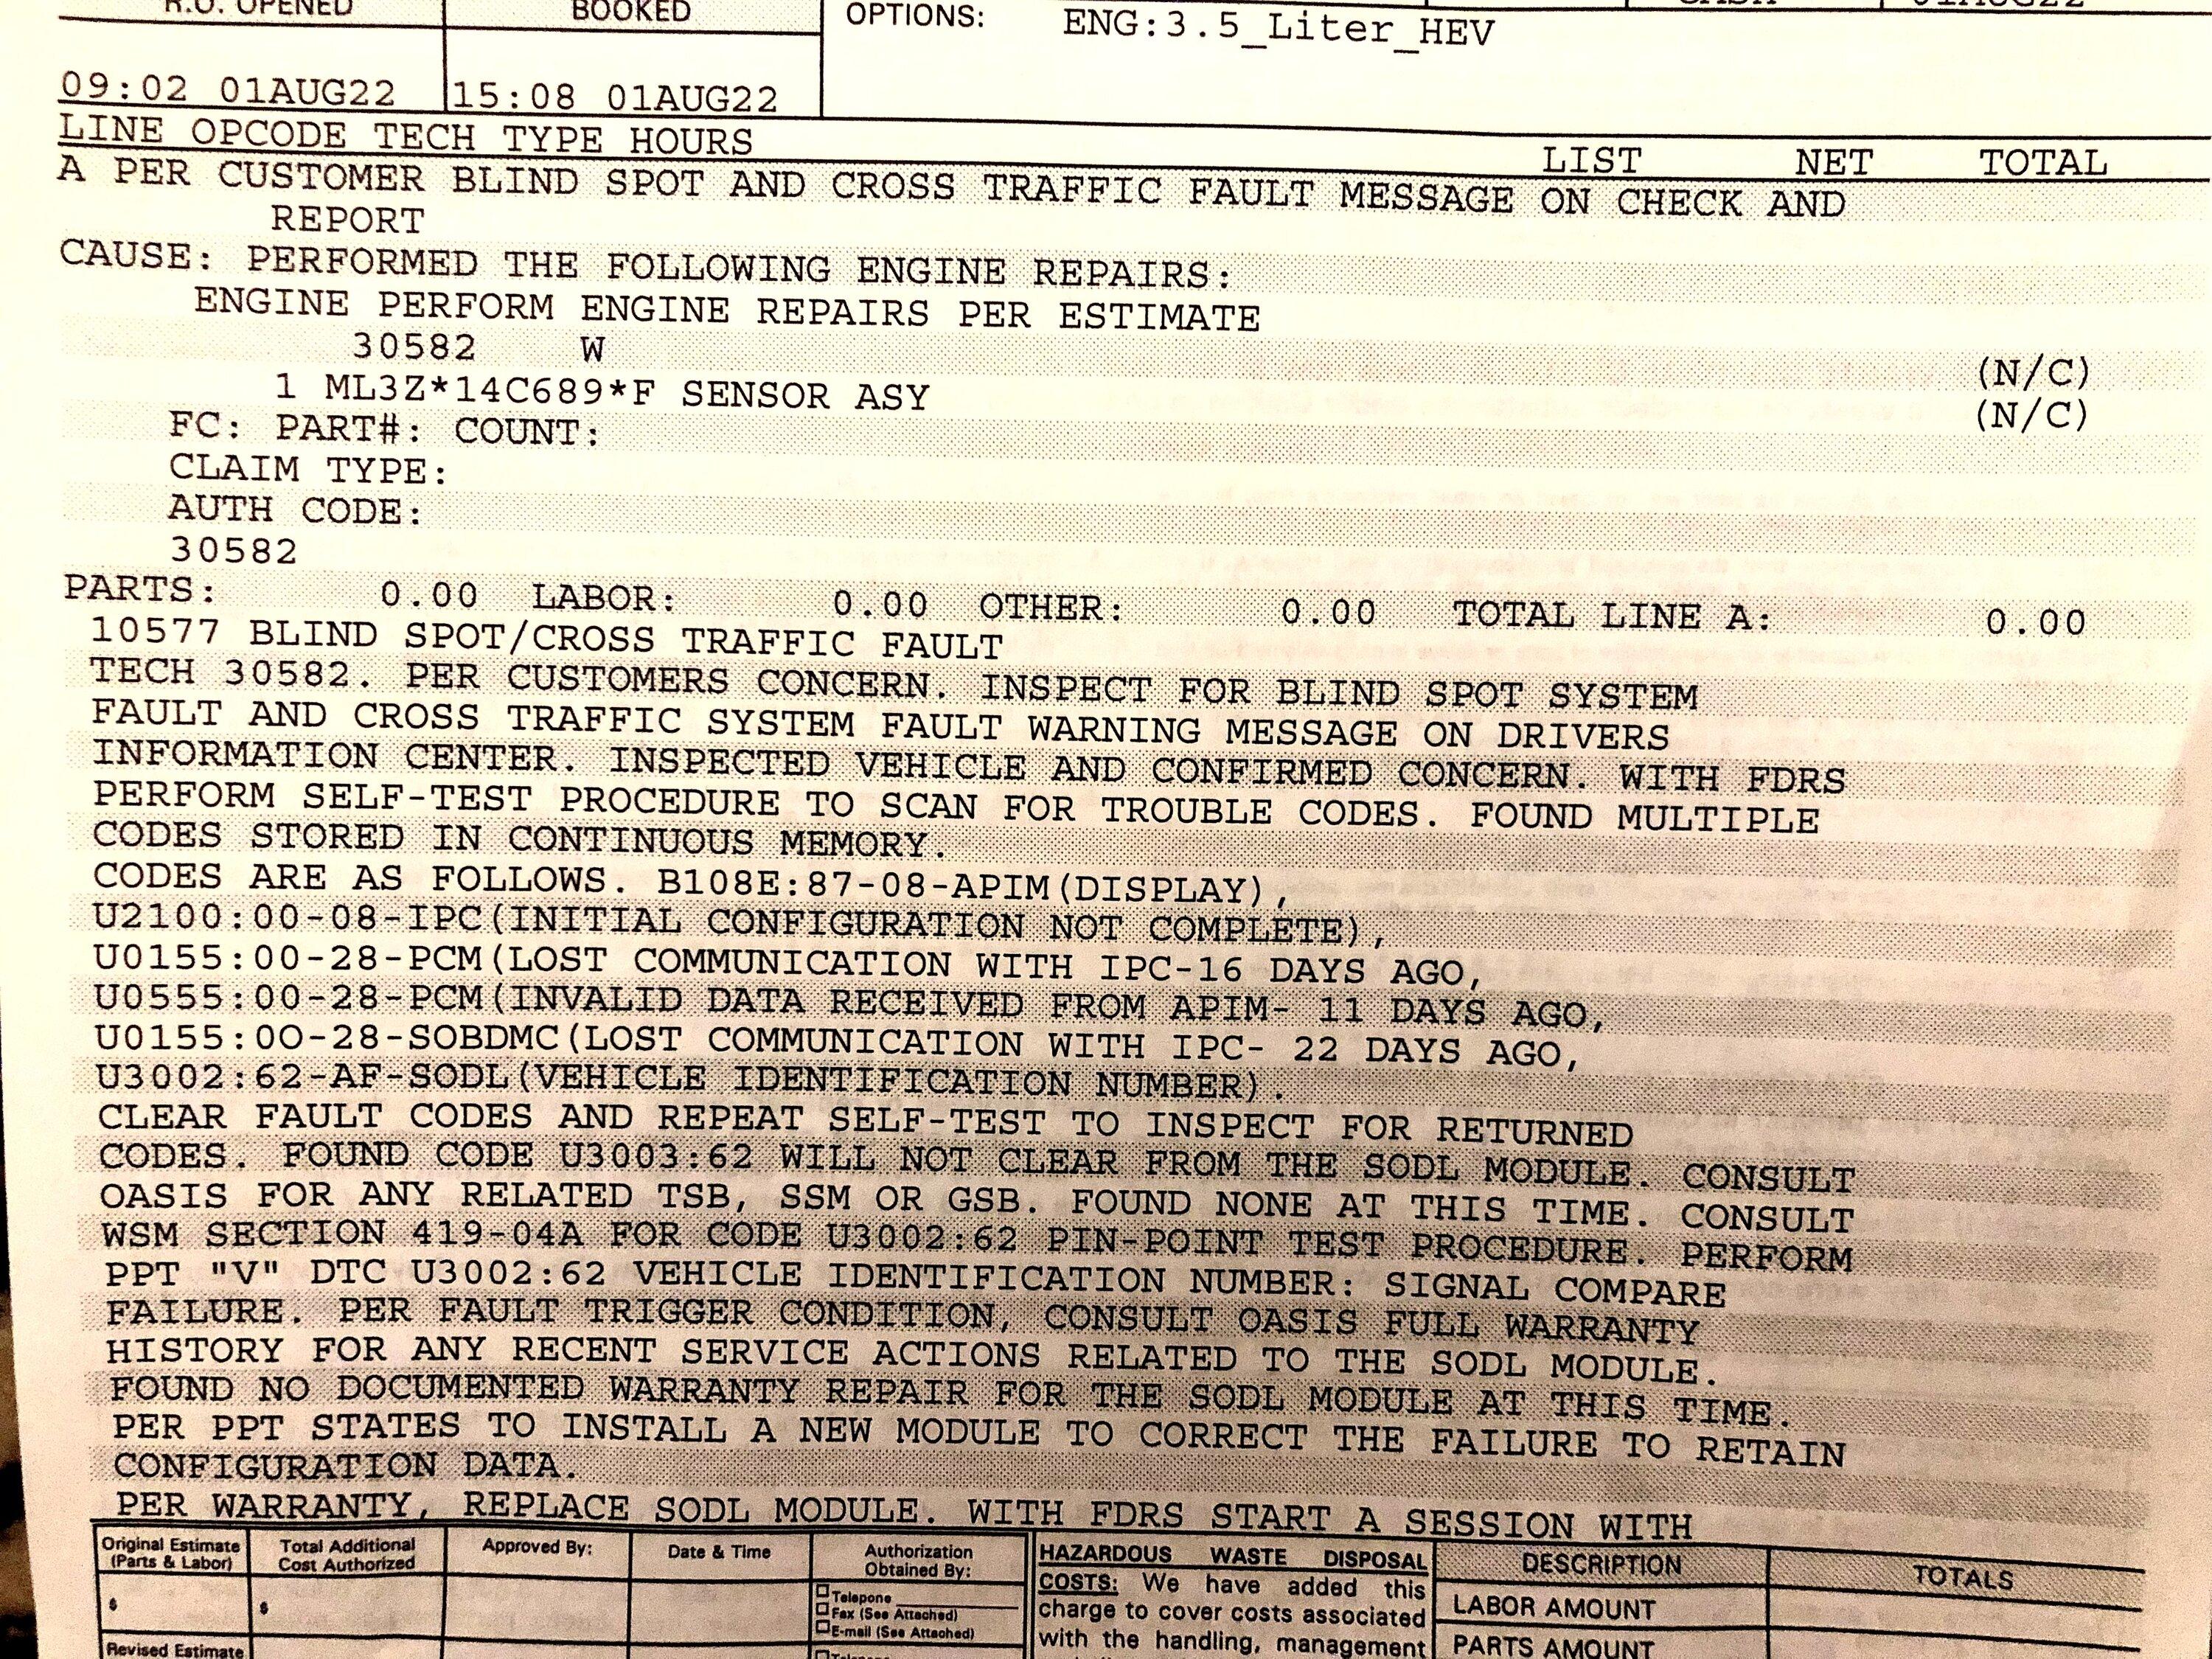 R.O. OPENED BOOKED
OPTIONS: ENG:3.5_Liter_HEV
09:02 01AUG22 15:08 01AUG22
LINE OPCODE TECH TYPE HOURS
LIST NET TOTAL
A PER CUSTOMER BLIND SPOT AND CROSS TRAFFIC FAULT MESSAGE ON CHECK AND
REPORT
CAUSE: PERFORMED THE FOLLOWING ENGINE REPAIRS:
ENGINE PERFORM ENGINE REPAIRS PER ESTIMATE
30582 W (N/C)
1 ML3Z*14C689*F SENSOR ASY (N/C)
FC: PART#: COUNT:
CLAIM TYPE:
AUTH CODE:
30582
PARTS: 0.00 LABOR: 0.00 OTHER: 0.00 TOTAL LINE A: 0.00
10577 BLIND SPOT/CROSS TRAFFIC FAULT
TECH 30582. PER CUSTOMERS CONCERN. INSPECT FOR BLIND SPOT SYSTEM
FAULT AND CROSS TRAFFIC SYSTEM FAULT WARNING MESSAGE ON DRIVERS
INFORMATION CENTER. INSPECTED VEHICLE AND CONFIRMED CONCERN. WITH FDRS
PERFORM SELF-TEST PROCEDURE TO SCAN FOR TROUBLE CODES. FOUND MULTIPLE
CODES STORED IN CONTINUOUS MEMORY.
CODES ARE AS FOLLOWS. B108E:87-08-APIM(DISPLAY),
U2100:00-08-IPC(INITIAL CONFIGURATION NOT COMPLETE),
U0155:00-28-PCM(LOST COMMUNICATION WITH IPC-16 DAYS AGO,
U0555:00-28-PCM(INVALID DATA RECEIVED FROM APIM- 11 DAYS AGO,
U0155:0O-28-SOBDMC(LOST COMMUNICATION WITH IPC- 22 DAYS AGO,
U3002:62-AF-SODL(VEHICLE IDENTIFICATION NUMBER).
CLEAR FAULT CODES AND REPEAT SELF-TEST TO INSPECT FOR RETURNED
CODES. FOUND CODE U3003:62 WILL NOT CLEAR FROM THE SODL MODULE. CONSULT
OASIS FOR ANY RELATED TSB, SSM OR GSB. FOUND NONE AT THIS TIME. CONSULT
WSM SECTION 419-04A FOR CODE U3002:62 PIN-POINT TEST PROCEDURE. PERFORM
PPT "V" DTC U3002:62 VEHICLE IDENTIFICATION NUMBER: SIGNAL COMPARE
FAILURE. PER FAULT TRIGGER CONDITION, CONSULT OASIS FULL WARRANTY
HISTORY FOR ANY RECENT SERVICE ACTIONS RELATED TO THE SODL MODULE.
FOUND NO DOCUMENTED WARRANTY REPAIR FOR THE SODL MODULE AT THIS TIME.
PER PPT STATES TO INSTALL A NEW MODULE TO CORRECT THE FAILURE TO RETAIN
CONFIGURATION DATA.
PER WARRANTY, REPLACE SODL MODULE. WITH FDRS START A SESSION WITH
Original Estimate
(Parts & Labor)
$
Revised Estimate
Total Additional
Cost Authorized
$
Approved By:
Date & Time
Authorization
Obtained By:
Telepone
Fax (See Attached)
E-mail (See Attached)
HAZARDOUS WASTE DISPOSAL
COSTS: We have added this
charge to cover costs associated
with the handling, management
DESCRIPTION TOTALS
LABOR AMOUNT
PARTS AMOUNT